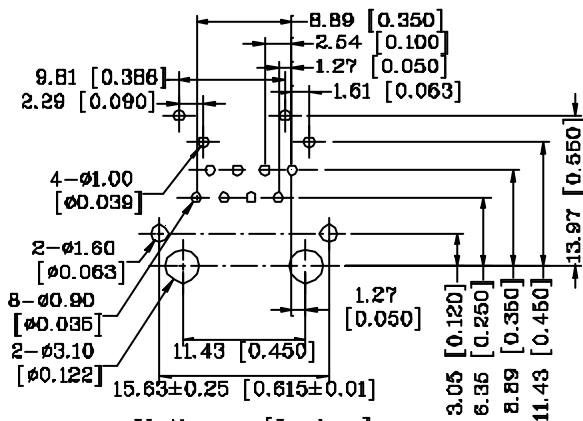 8.89 [0.350]
2.54 [0.100]
1.27 [0.050]
9.81 [0.386]
2.29 [0.090]
1.61 [0.063]
4-ø1.00
[ø0.039]
2-ø1.60
[ø0.063]
8-ø0.90
[ø0.035]
2-ø3.10
[ø0.122]
1.27
[0.050]
11.43 [0.450]
15.63±0.25 [0.615±0.01]
3.05 [0.120]
6.35 [0.250]
8.89 [0.350]
11.43 [0.450]
13.97 [0.550]